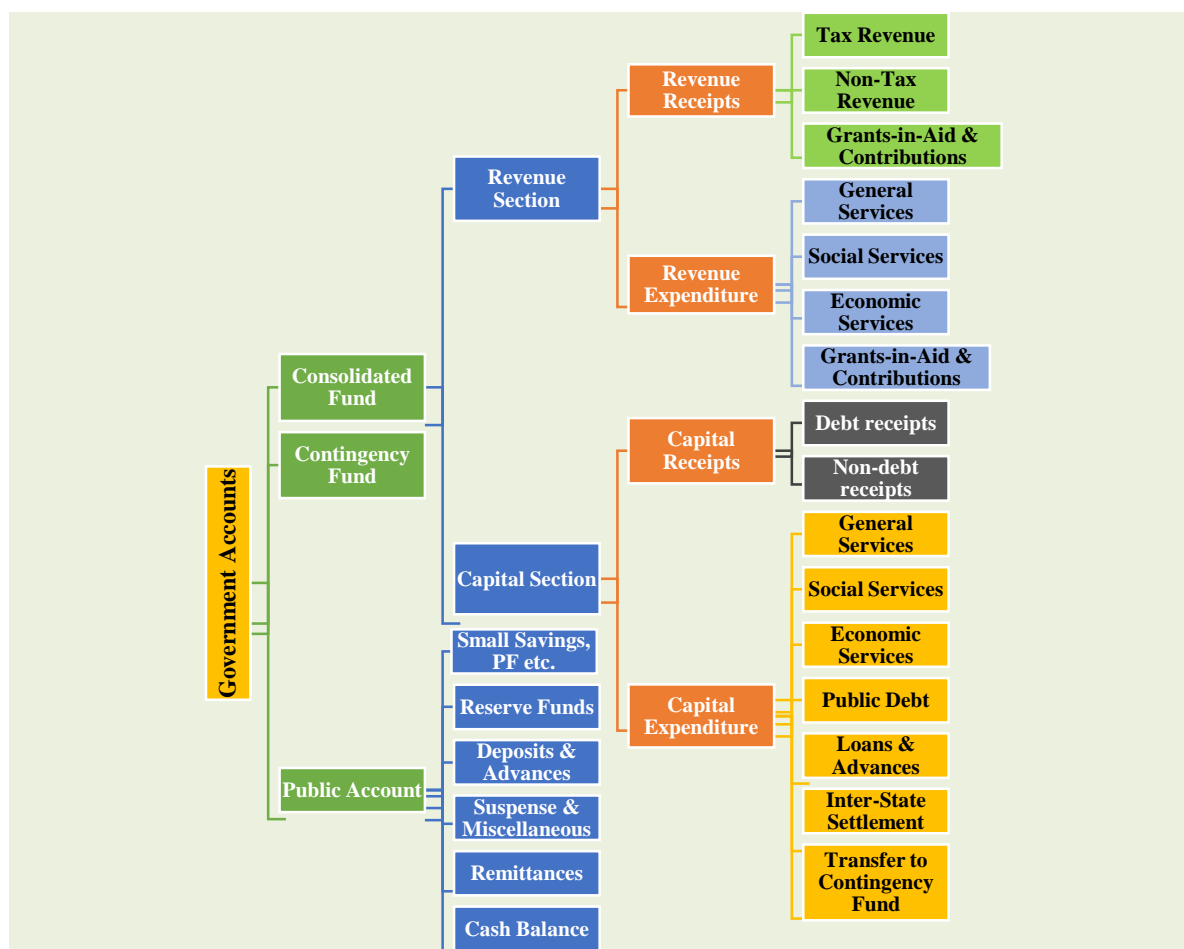 Government Accounts
Consolidated
Fund
Contingency
Fund
Public Account
Revenue
Section
Capital Section
Small Savings,
PF etc.
Reserve Funds
Deposits &
Advances
Suspense &
Miscellaneous
Remittances
Cash Balance
Revenue
Receipts
Revenue
Expenditure
Capital
Receipts
Capital
Expenditure
Tax Revenue
Non-Tax
Revenue
Grants-in-Aid &
Contributions
General
Services
Social Services
Economic
Services
Grants-in-Aid &
Contributions
Debt receipts
Non-debt
receipts
General
Services
Social Services
Economic
Services
Public Debt
Loans &
Advances
Inter-State
Settlement
Transfer to
Contingency
Fund